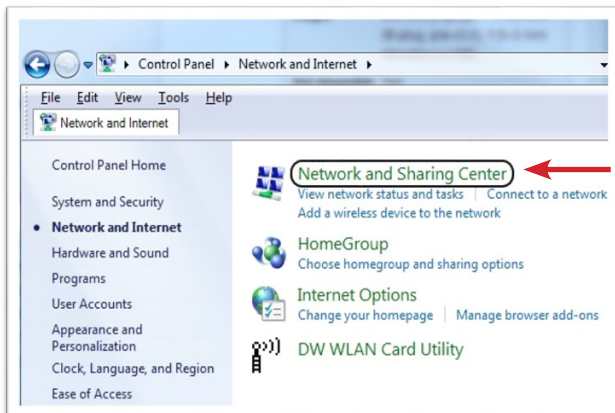 Control Panel ▸ Network and Internet ▸
File Edit View Tools Help
Network and Internet
Control Panel Home
System and Security
• Network and Internet
Hardware and Sound
Programs
User Accounts
Appearance and
Personalization
Clock, Language, and Region
Ease of Access
Network and Sharing Center
View network status and tasks | Connect to a network
Add a wireless device to the network
HomeGroup
Choose homegroup and sharing options
Internet Options
Change your homepage | Manage browser add-ons
DW WLAN Card Utility